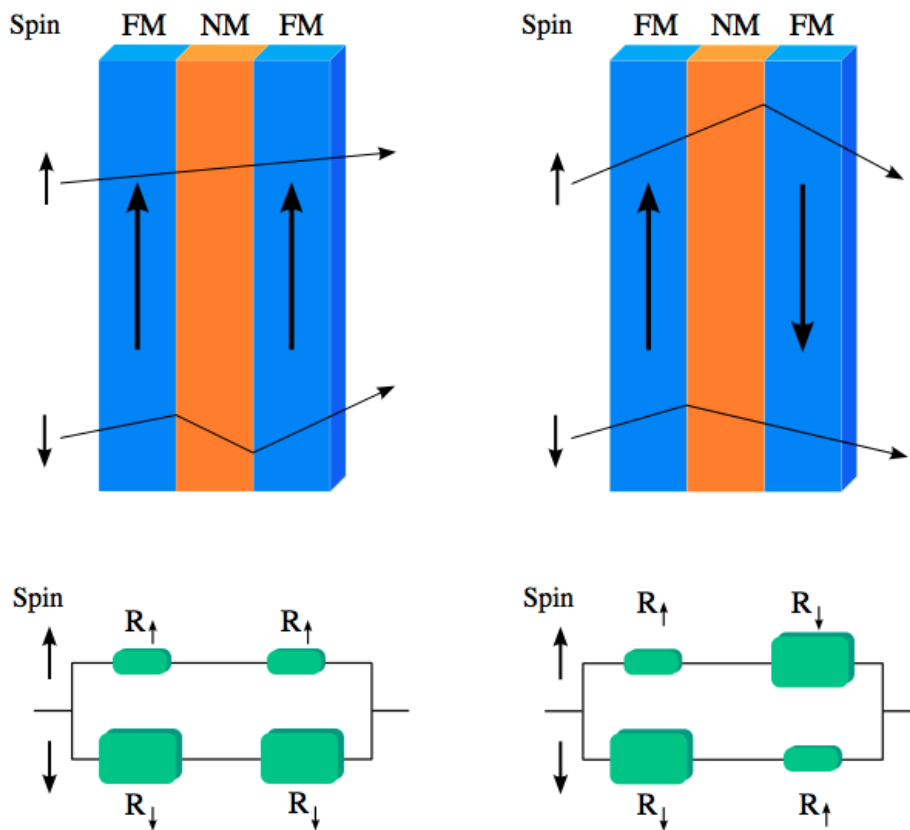 Spin FM NM FM
Spin FM NM FM
Spin
R↑ R↑
R↓ R↓
Spin
R↑ R↓
R↓ R↑